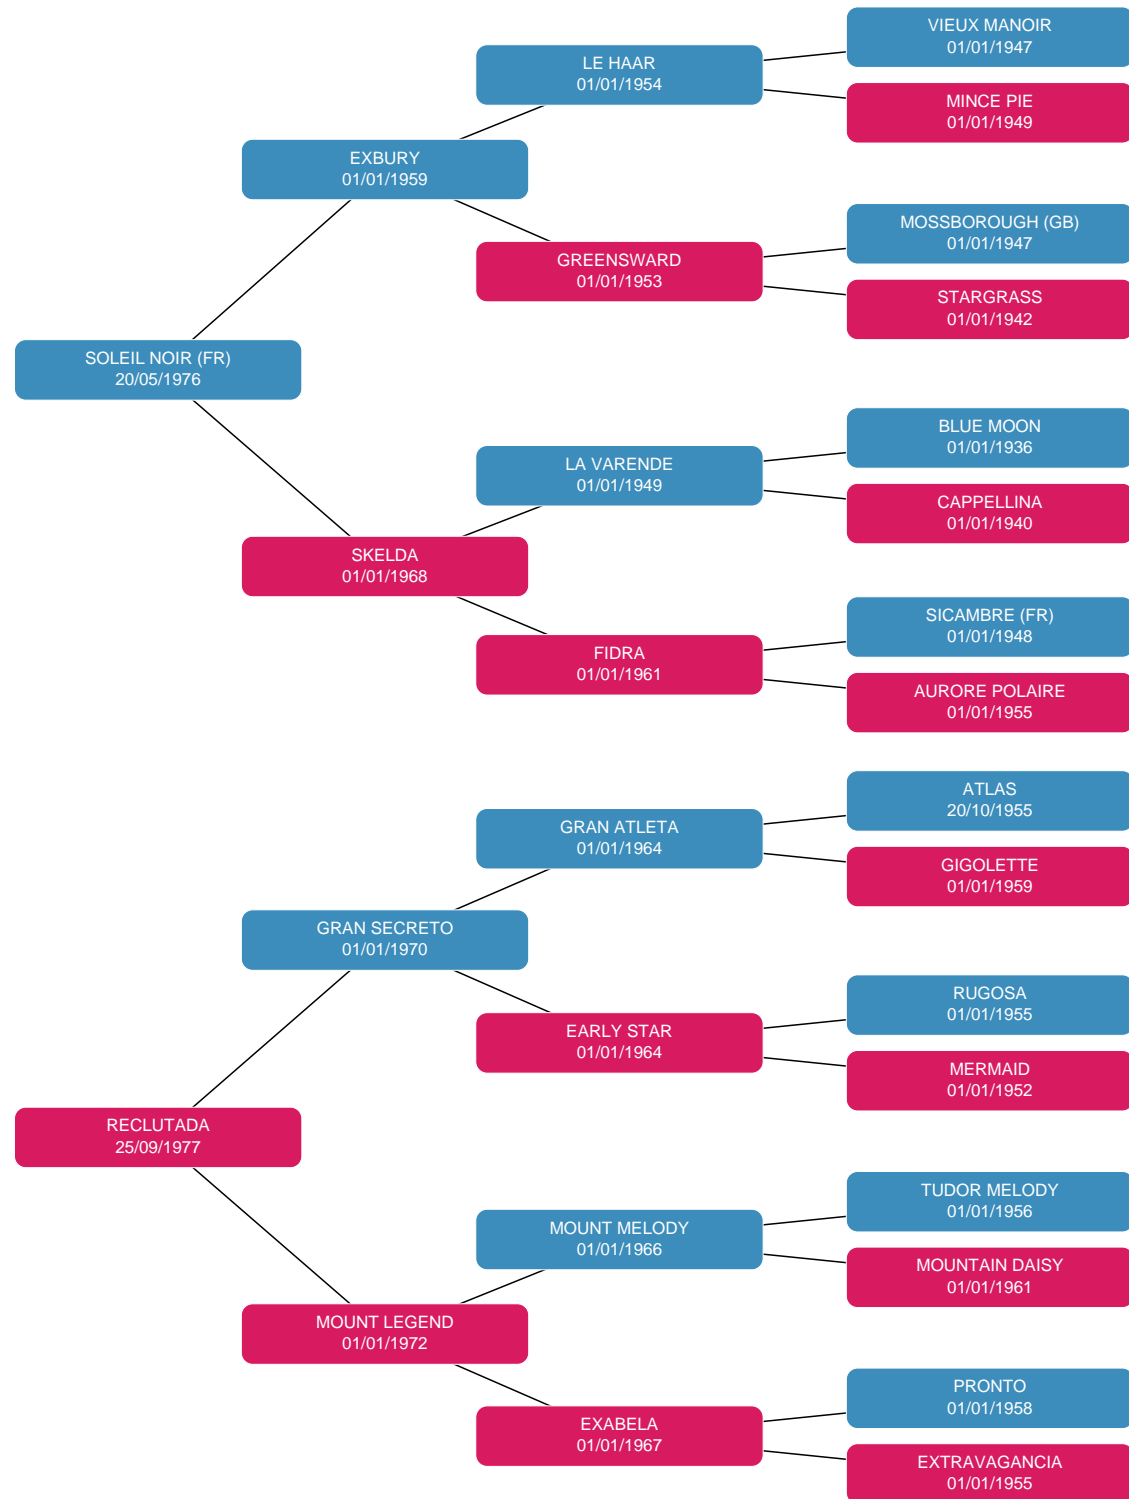 VIEUX MANOIR
01/01/1947
LE HAAR
01/01/1954
MINCE PIE
01/01/1949
EXBURY
01/01/1959
MOSSBOROUGH (GB)
01/01/1947
GREENSWARD
01/01/1953
STARGRASS
01/01/1942
SOLEIL NOIR (FR)
20/05/1976
BLUE MOON
01/01/1936
LA VARENDE
01/01/1949
CAPPELLINA
01/01/1940
SKELDA
01/01/1968
SICAMBRE (FR)
01/01/1948
FIDRA
01/01/1961
AURORE POLAIRE
01/01/1955
ATLAS
20/10/1955
GRAN ATLETA
01/01/1964
GIGOLETTE
01/01/1959
GRAN SECRETO
01/01/1970
RUGOSA
01/01/1955
EARLY STAR
01/01/1964
MERMAID
01/01/1952
RECLUTADA
25/09/1977
TUDOR MELODY
01/01/1956
MOUNT MELODY
01/01/1966
MOUNTAIN DAISY
01/01/1961
MOUNT LEGEND
01/01/1972
PRONTO
01/01/1958
EXABELA
01/01/1967
EXTRAVAGANCIA
01/01/1955